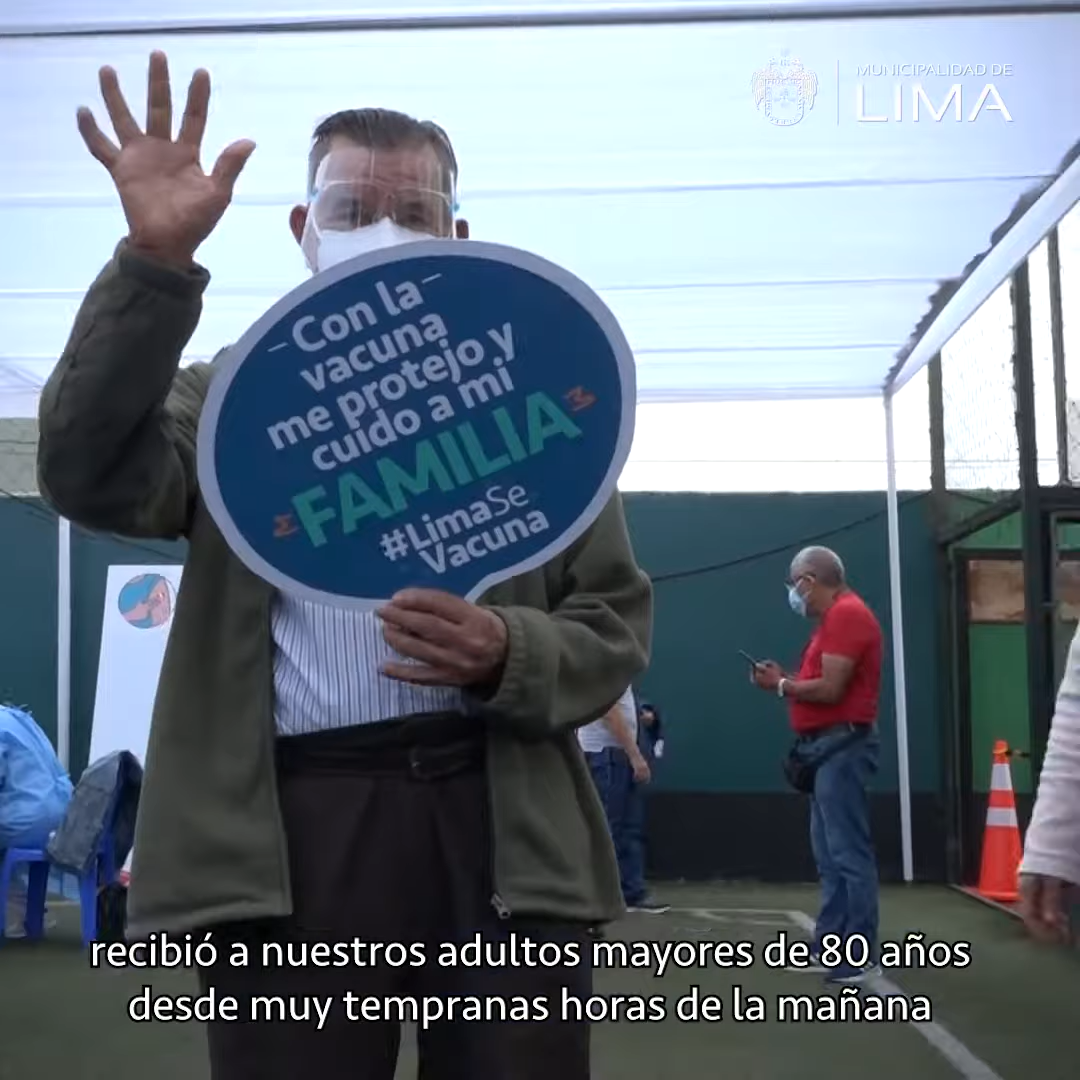 MUNICIPALIDAD DE
LIMA
Con la
vacuna
me protejo y
cuido a mi
FAMILIA
#LimaSe
Vacuna
recibió a nuestros adultos mayores de 80 años
desde muy tempranas horas de la mañana